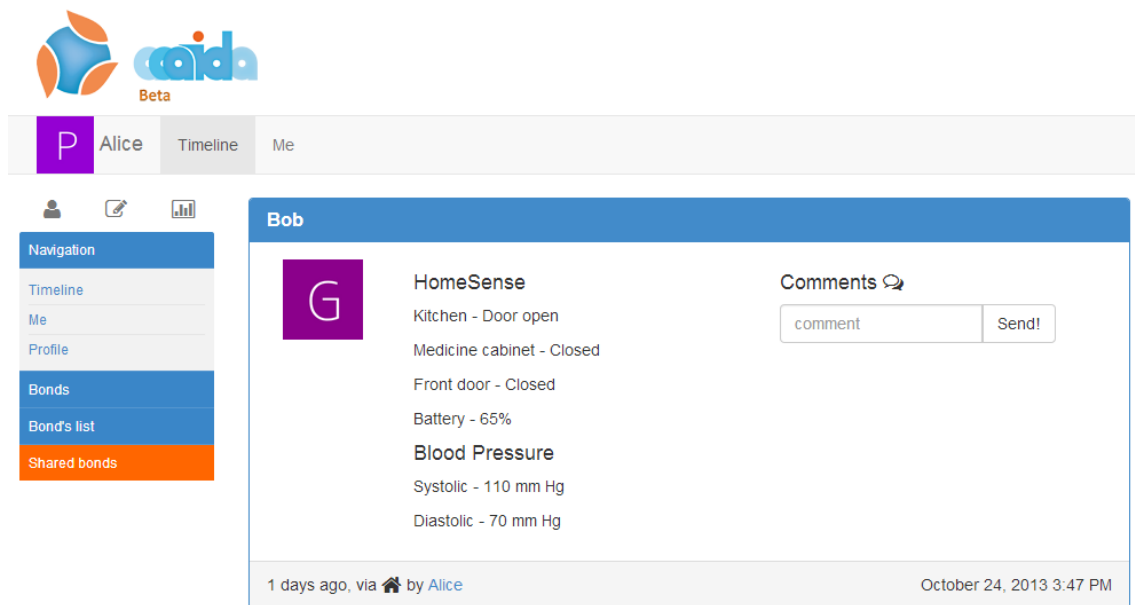 ccaida
Beta
P Alice Timeline Me
Navigation
Timeline
Me
Profile
Bonds
Bond's list
Shared bonds
Bob
G
HomeSense
Kitchen - Door open
Medicine cabinet - Closed
Front door - Closed
Battery - 65%
Blood Pressure
Systolic - 110 mm Hg
Diastolic - 70 mm Hg
Comments
comment Send!
1 days ago, via by Alice October 24, 2013 3:47 PM